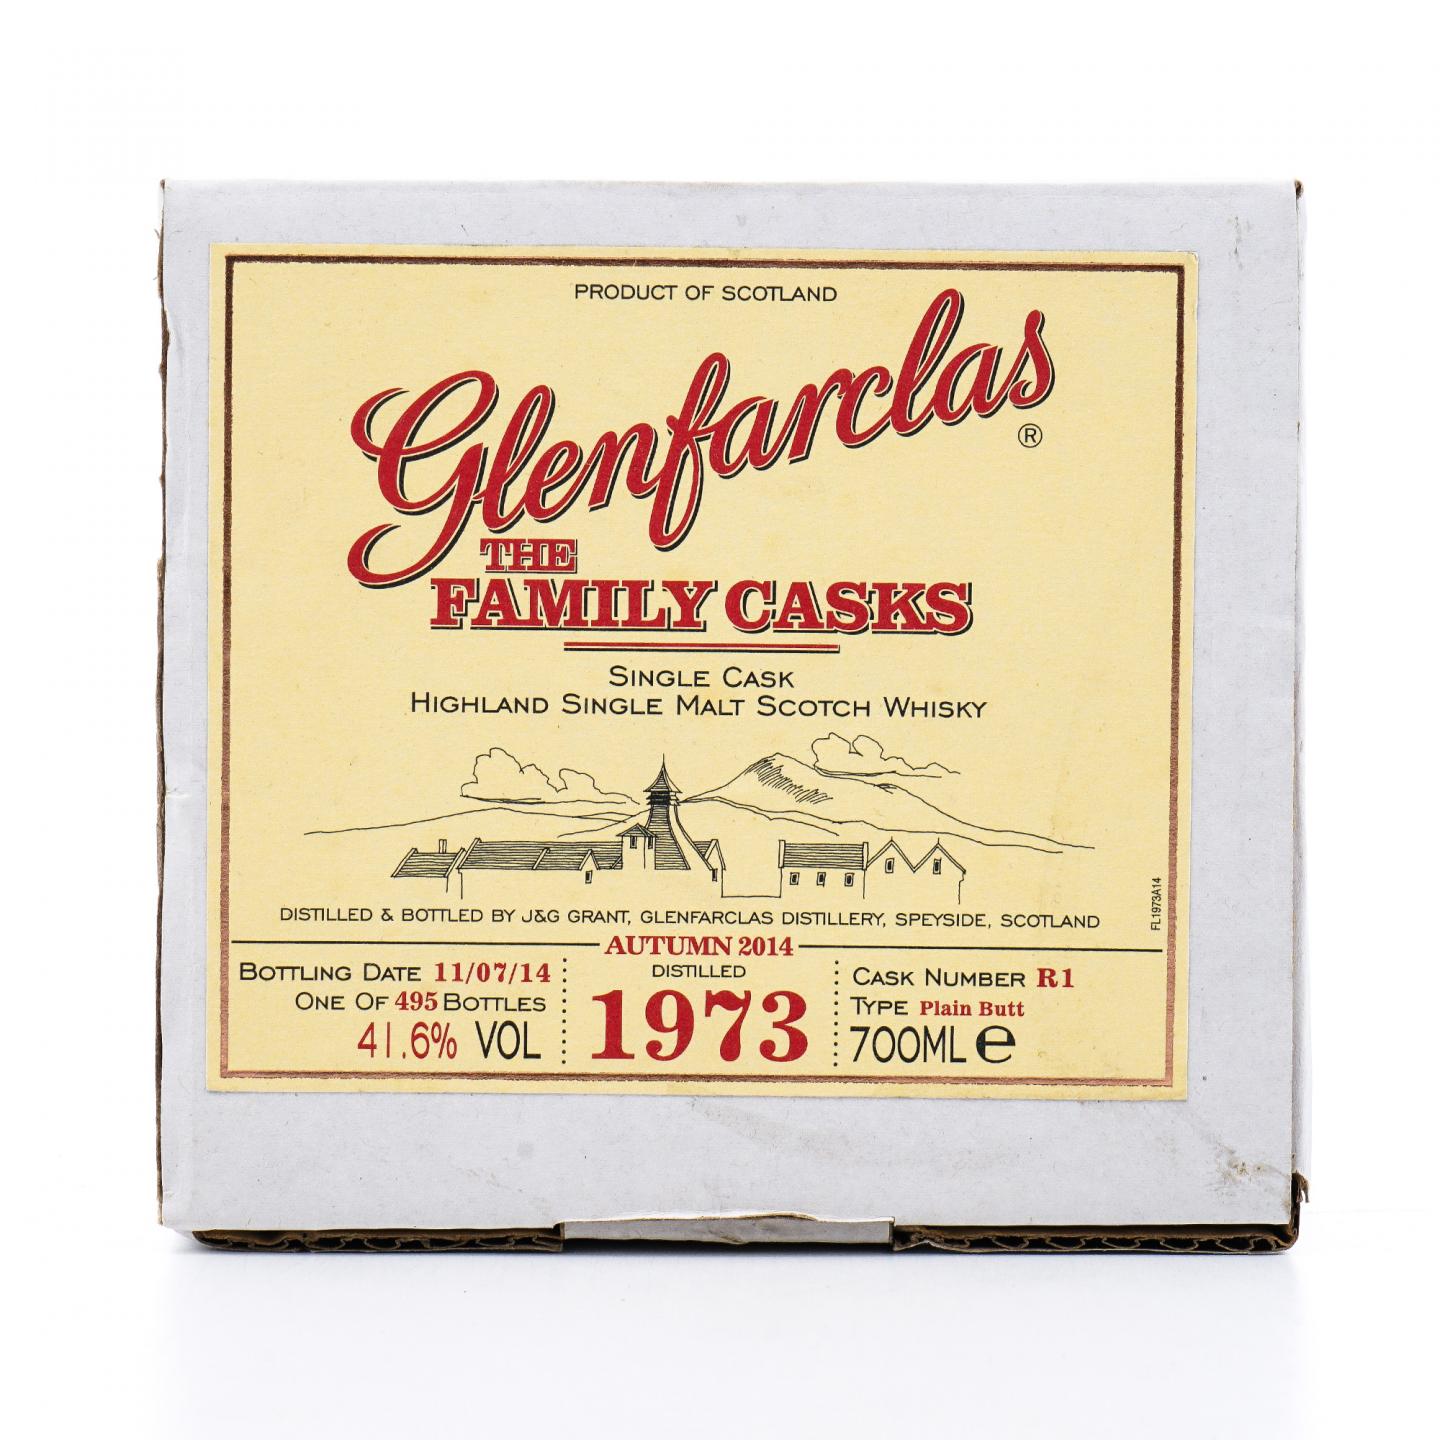 PRODUCT OF SCOTLAND
Glenfarclas ®
THE
FAMILY CASKS
SINGLE CASK
HIGHLAND SINGLE MALT SCOTCH WHISKY
FL1973A14
DISTILLED & BOTTLED BY J&G GRANT, GLENFARCLAS DISTILLERY, SPEYSIDE, SCOTLAND
AUTUMN 2014
BOTTLING DATE 11/07/14
ONE OF 495 BOTTLES
41.6% VOL
DISTILLED
1973
CASK NUMBER R1
TYPE Plain Butt
700ML e